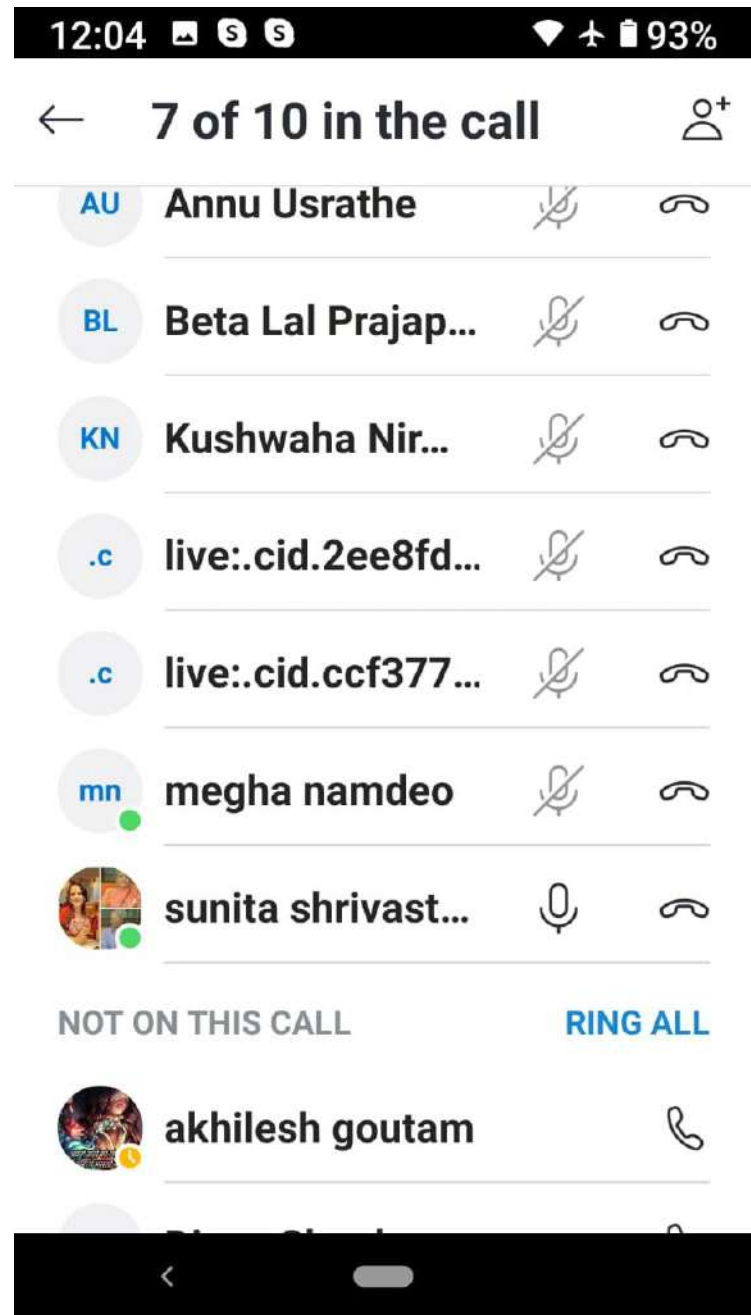 12:04 S S 93%
7 of 10 in the call
AU Annu Usrathe
BL Beta Lal Prajap...
KN Kushwaha Nir...
.c live:.cid.2ee8fd...
.c live:.cid.ccf377...
mn megha namdeo
sunita shrivast...
NOT ON THIS CALL RING ALL
akhilesh goutam